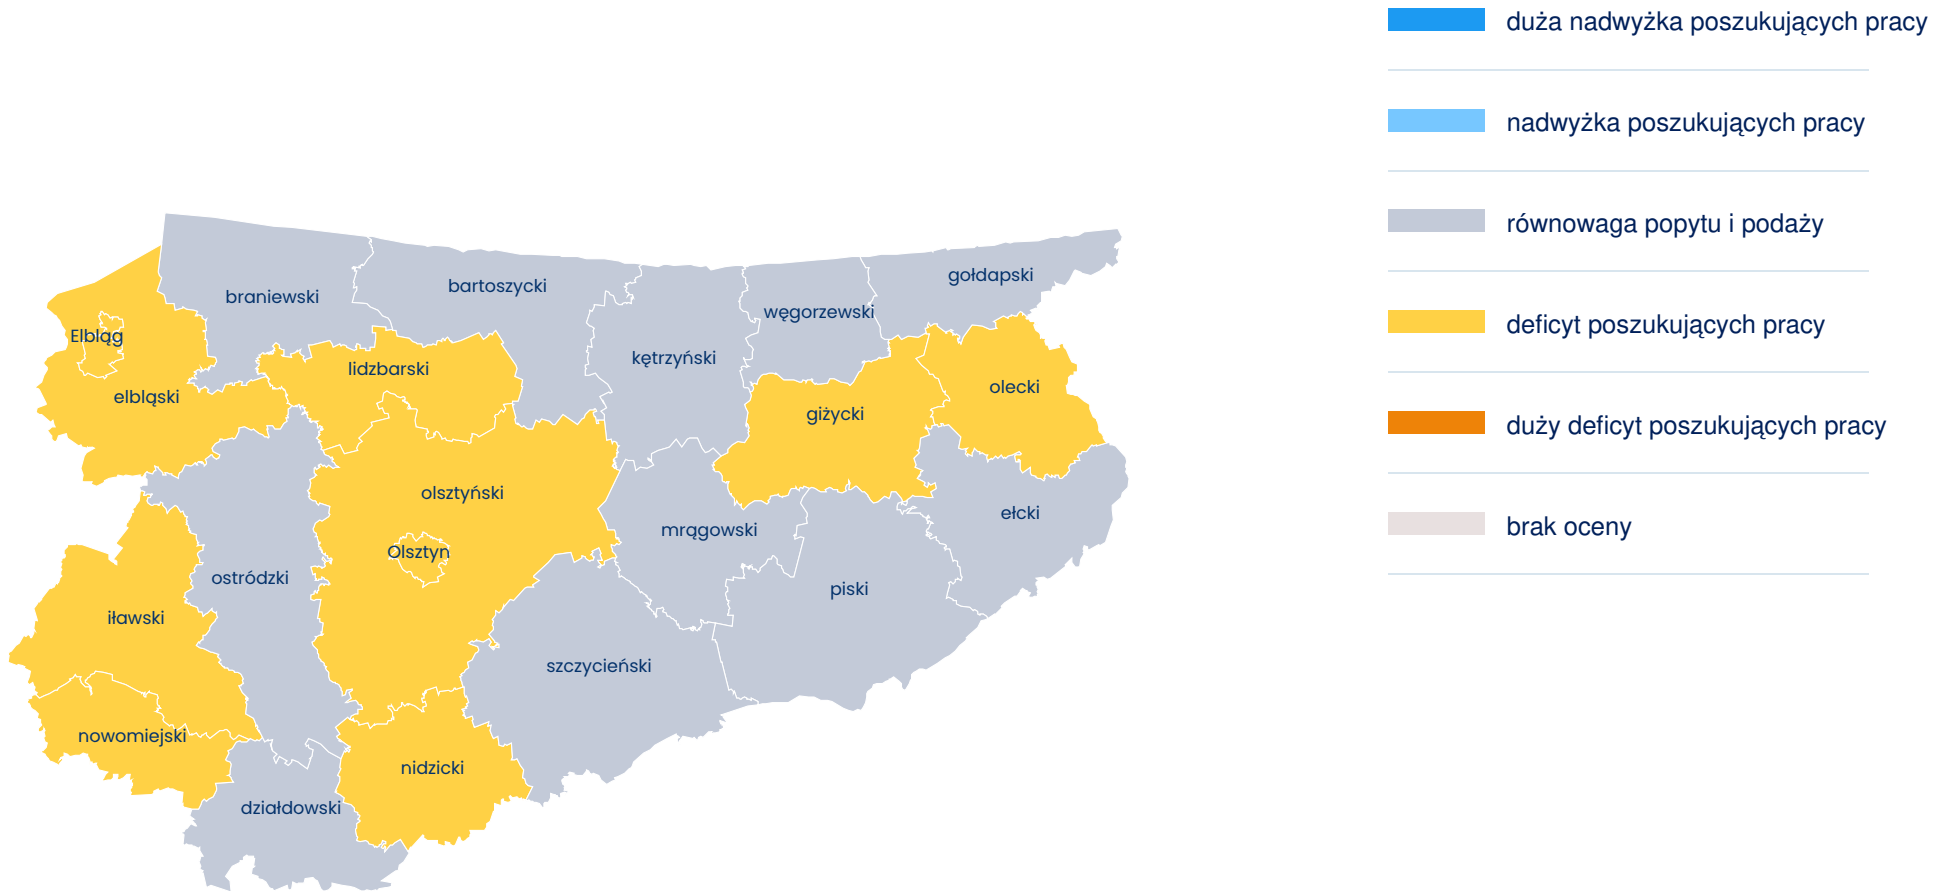 duża nadwyżka poszukujących pracy
nadwyżka poszukujących pracy
równowaga popytu i podaży
deficyt poszukujących pracy
duży deficyt poszukujących pracy
brak oceny
gołdapski
bartoszycki
braniewski
węgorzewski
Elbląg
kętrzyński
lidzbarski
olecki
elbląski
giżycki
olsztyński
ełcki
mrągowski
Olsztyn
ostródzki
piski
iławski
szczycieński
nowomiejski
nidzicki
działdowski